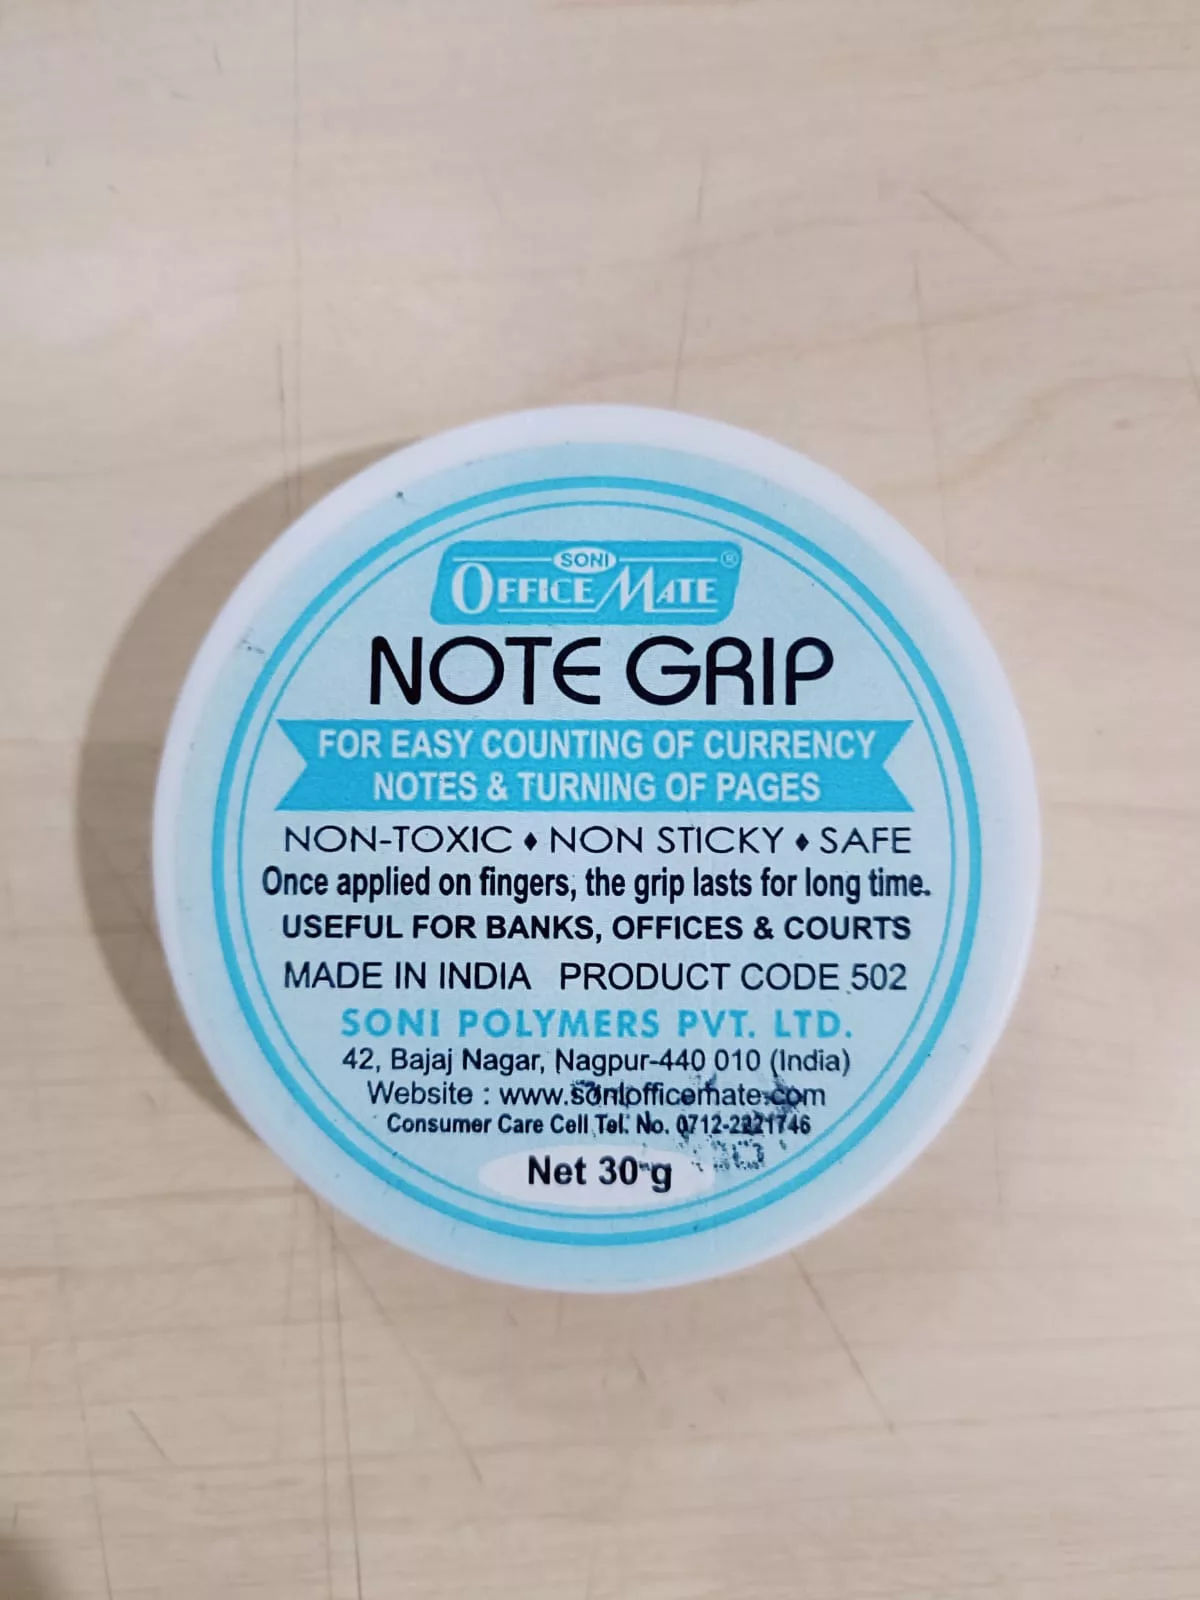 SONI
OFFICE MATE ®
NOTE GRIP
FOR EASY COUNTING OF CURRENCY
NOTES & TURNING OF PAGES
NON-TOXIC ♦ NON STICKY ♦ SAFE
Once applied on fingers, the grip lasts for long time.
USEFUL FOR BANKS, OFFICES & COURTS
MADE IN INDIA PRODUCT CODE 502
SONI POLYMERS PVT. LTD.
42, Bajaj Nagar, Nagpur-440 010 (India)
Website : www.soniofficemate.com
Consumer Care Cell Tel. No. 0712-2221746
Net 30 g